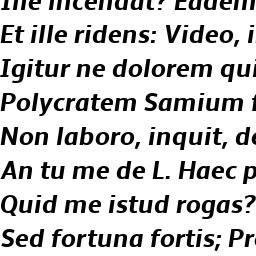 Ille incendat? Eadem
Et ille ridens: Video,
Igitur ne dolorem qui
Polycratem Samium
Non laboro, inquit, de
An tu me de L. Haec p
Quid me istud rogas?
Sed fortuna fortis; Pr